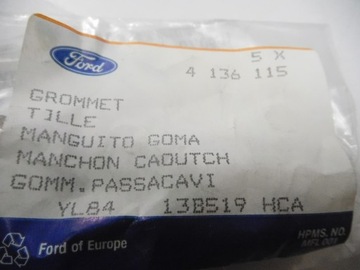 Ford
5 X
4 136 115
GROMMET
TILLE
MANGUITO GOMA
MANCHON CAOUTCH
GOMM.PASSACAVI
YL84 13B519 HCA
Ford of Europe
HPMS. NO.